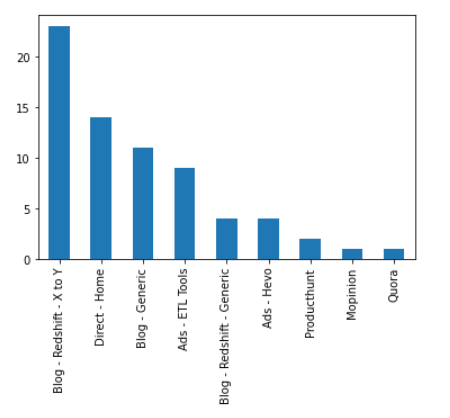 20
15
10
5
0
Blog - Redshift - X to Y
Direct - Home
Blog - Generic
Ads - ETL Tools
Blog - Redshift - Generic
Ads - Hevo
Producthunt
Mopinion
Quora